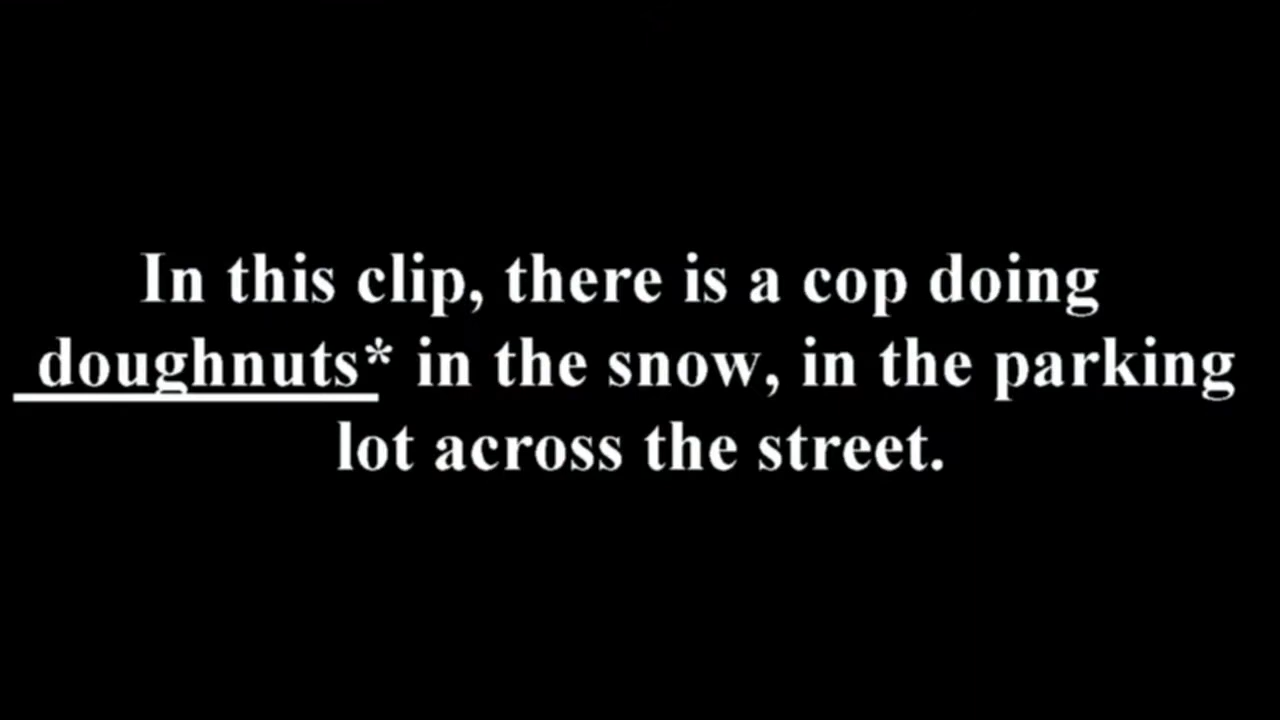 In this clip, there is a cop doing
doughnuts* in the snow, in the parking
lot across the street.